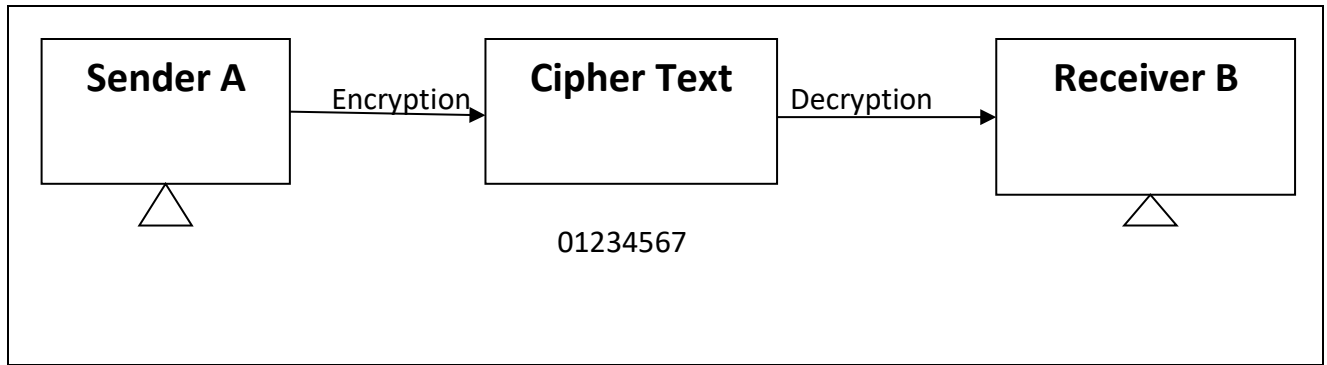 Sender A
Encryption
Cipher Text
Decryption
Receiver B
01234567